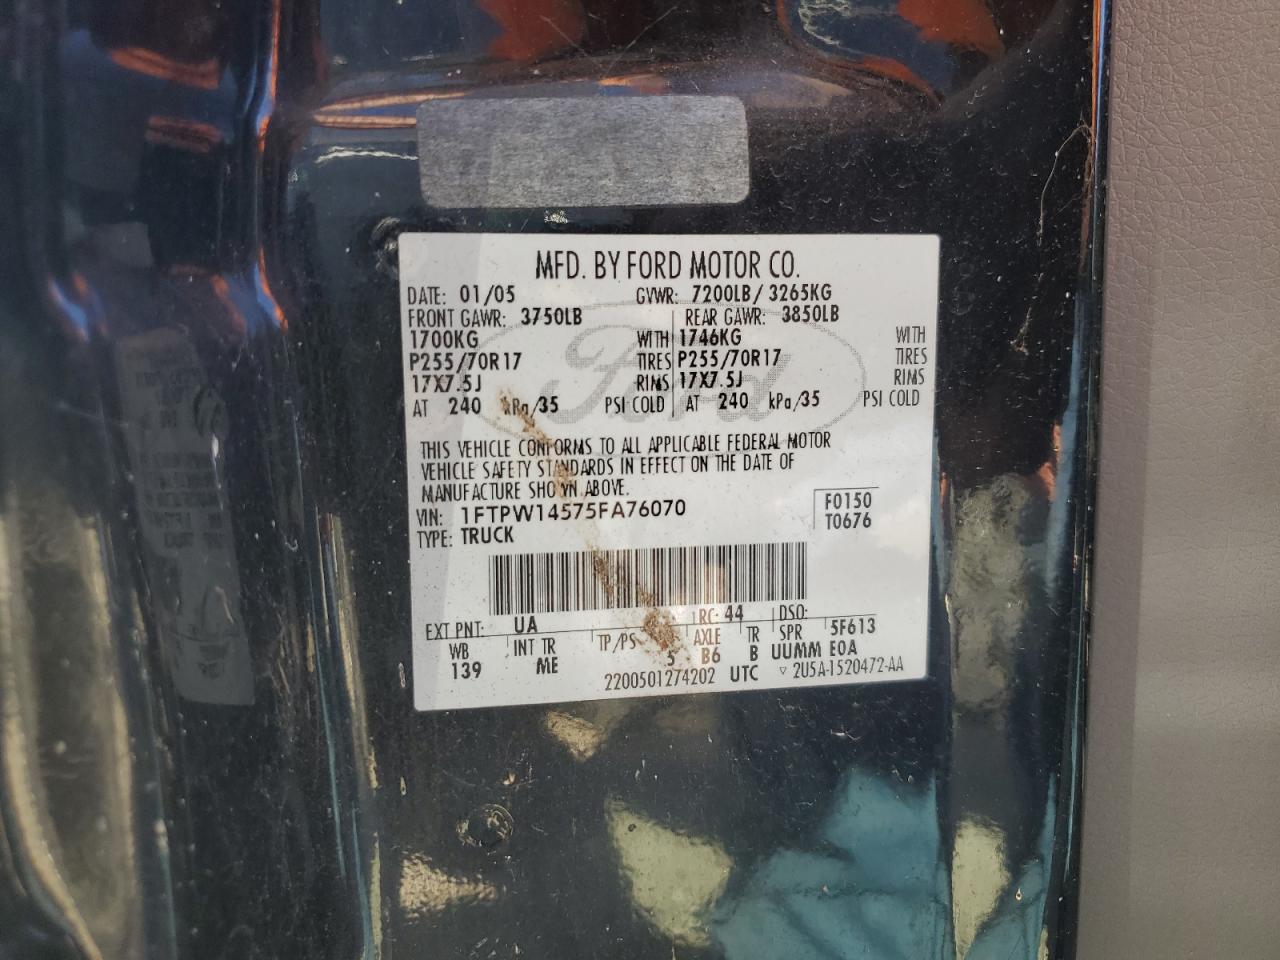 MFD. BY FORD MOTOR CO.
DATE: 01/05 GVWR: 7200LB/ 3265KG
FRONT GAWR: 3750LB REAR GAWR: 3850LB
1700KG WITH 1746KG WITH
P255/70R17 TIRES P255/70R17 TIRES
17X7.5J RIMS 17X7.5J RIMS
AT 240 kPa/35 PSI COLD AT 240 kPa/35 PSI COLD
Ford
THIS VEHICLE CONFORMS TO ALL APPLICABLE FEDERAL MOTOR
VEHICLE SAFETY STANDARDS IN EFFECT ON THE DATE OF
MANUFACTURE SHOWN ABOVE.
VIN: 1FTPW14575FA76070 F0150
TYPE: TRUCK T0676
EXT PNT: UA RC: 44 DSO:
WB INT TR TP/PS AXLE TR SPR 5F613
139 ME 5 B6 B UUMM E0A
2200501274202 UTC ▽ 2U5A-1520472-AA